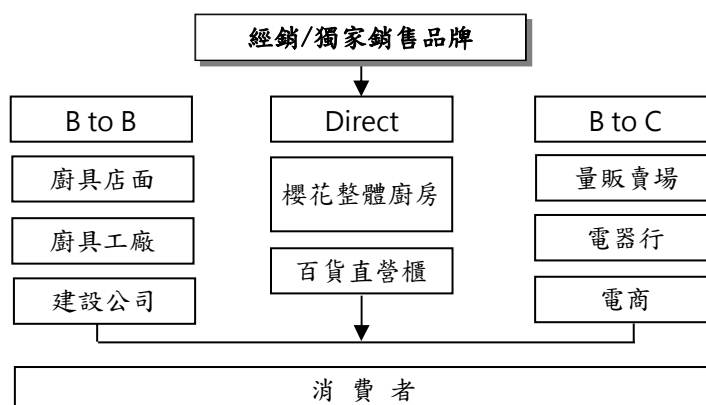 經銷/獨家銷售品牌
B to B
Direct
B to C
廚具店面
櫻花整體廚房
量販賣場
廚具工廠
電器行
百貨直營櫃
建設公司
電商
消費者